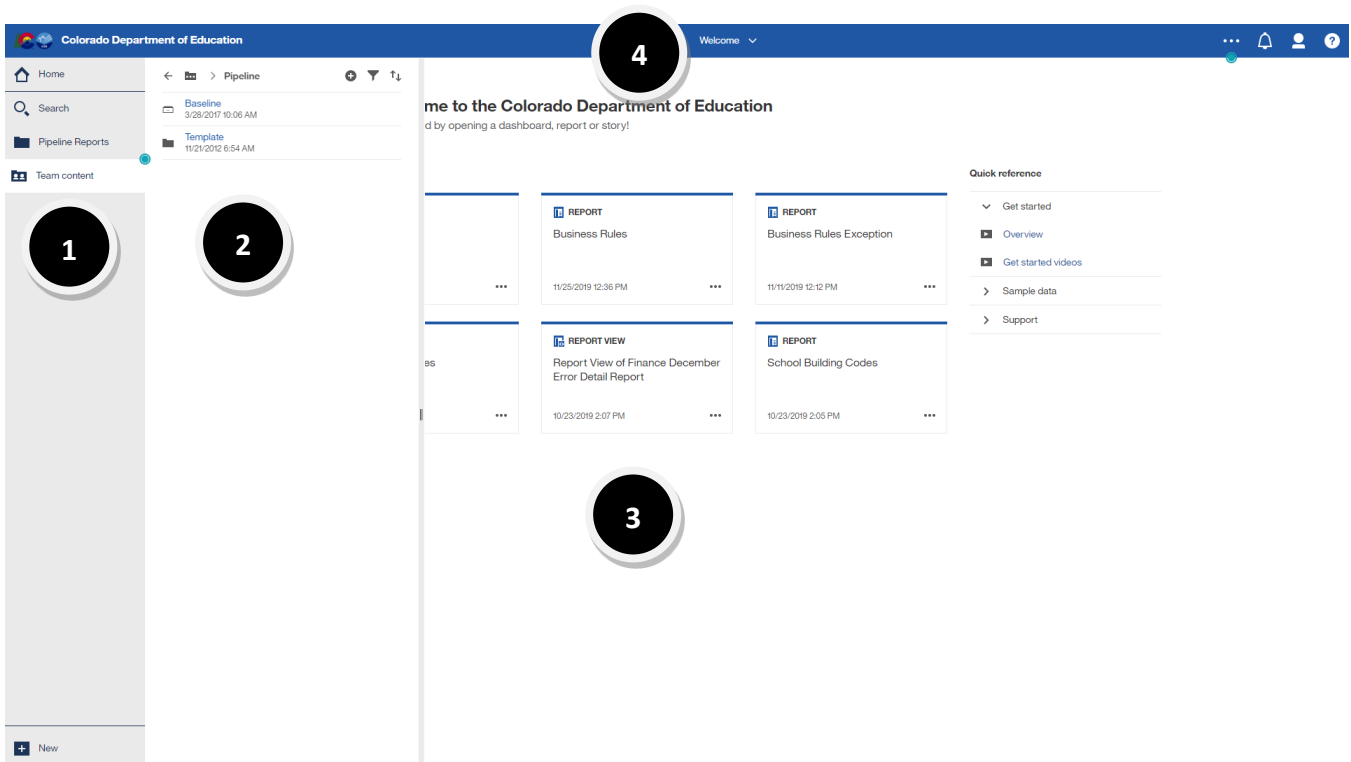 Colorado Department of Education
4
Welcome
Home
Search
Pipeline Reports
Team content
1
New
Pipeline
Baseline
3/28/2017 10:06 AM
Template
11/21/2012 6:54 AM
2
me to the Colorado Department of Education
d by opening a dashboard, report or story!
REPORT
Business Rules
11/25/2019 12:36 PM
REPORT
Business Rules Exception
11/11/2019 12:12 PM
es
REPORT VIEW
Report View of Finance December
Error Detail Report
10/23/2019 2:07 PM
REPORT
School Building Codes
10/23/2019 2:05 PM
3
Quick reference
Get started
Overview
Get started videos
Sample data
Support